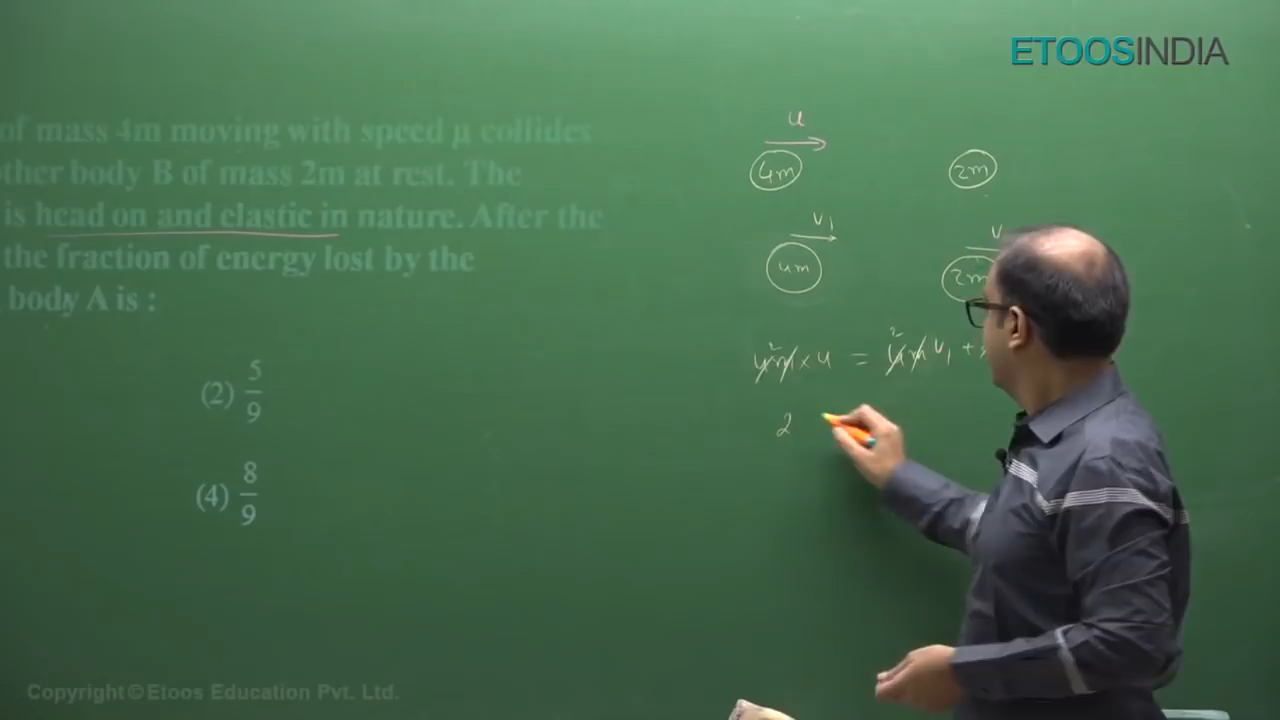 ETOOSINDIA
of mass 4m moving with speed μ collides
other body B of mass 2m at rest. The
is head on and elastic in nature. After the
the fraction of energy lost by the
body A is :
(2) 5/9
(4) 8/9
u
4m 2m
v₁ v
4m 2m
4m² × u = 4m² v₁ +
2
Copyright © Etoos Education Pvt. Ltd.